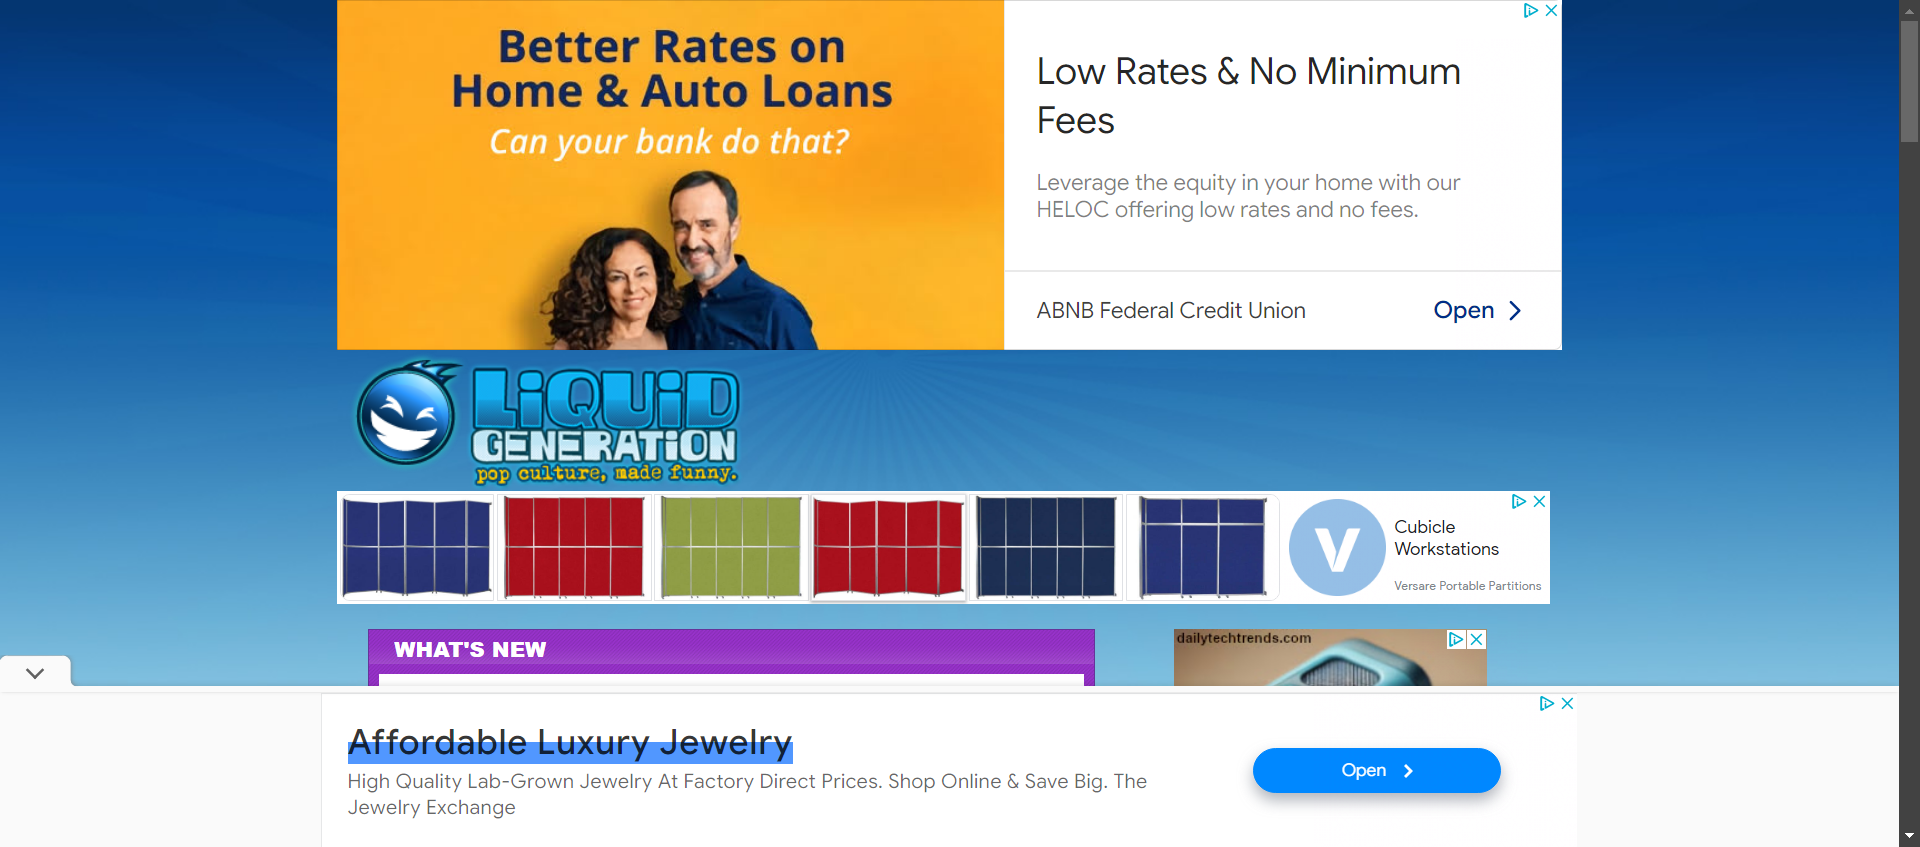 Better Rates on
Home & Auto Loans
Can your bank do that?
Low Rates & No Minimum
Fees
Leverage the equity in your home with our
HELOC offering low rates and no fees.
ABNB Federal Credit Union
Open
LiQUiD
GENERATiON
pop culture, made funny.
V
Cubicle
Workstations
Versare Portable Partitions
WHAT'S NEW
dailytechtrends.com
Affordable Luxury Jewelry
High Quality Lab-Grown Jewelry At Factory Direct Prices. Shop Online & Save Big. The
Jewelry Exchange
Open